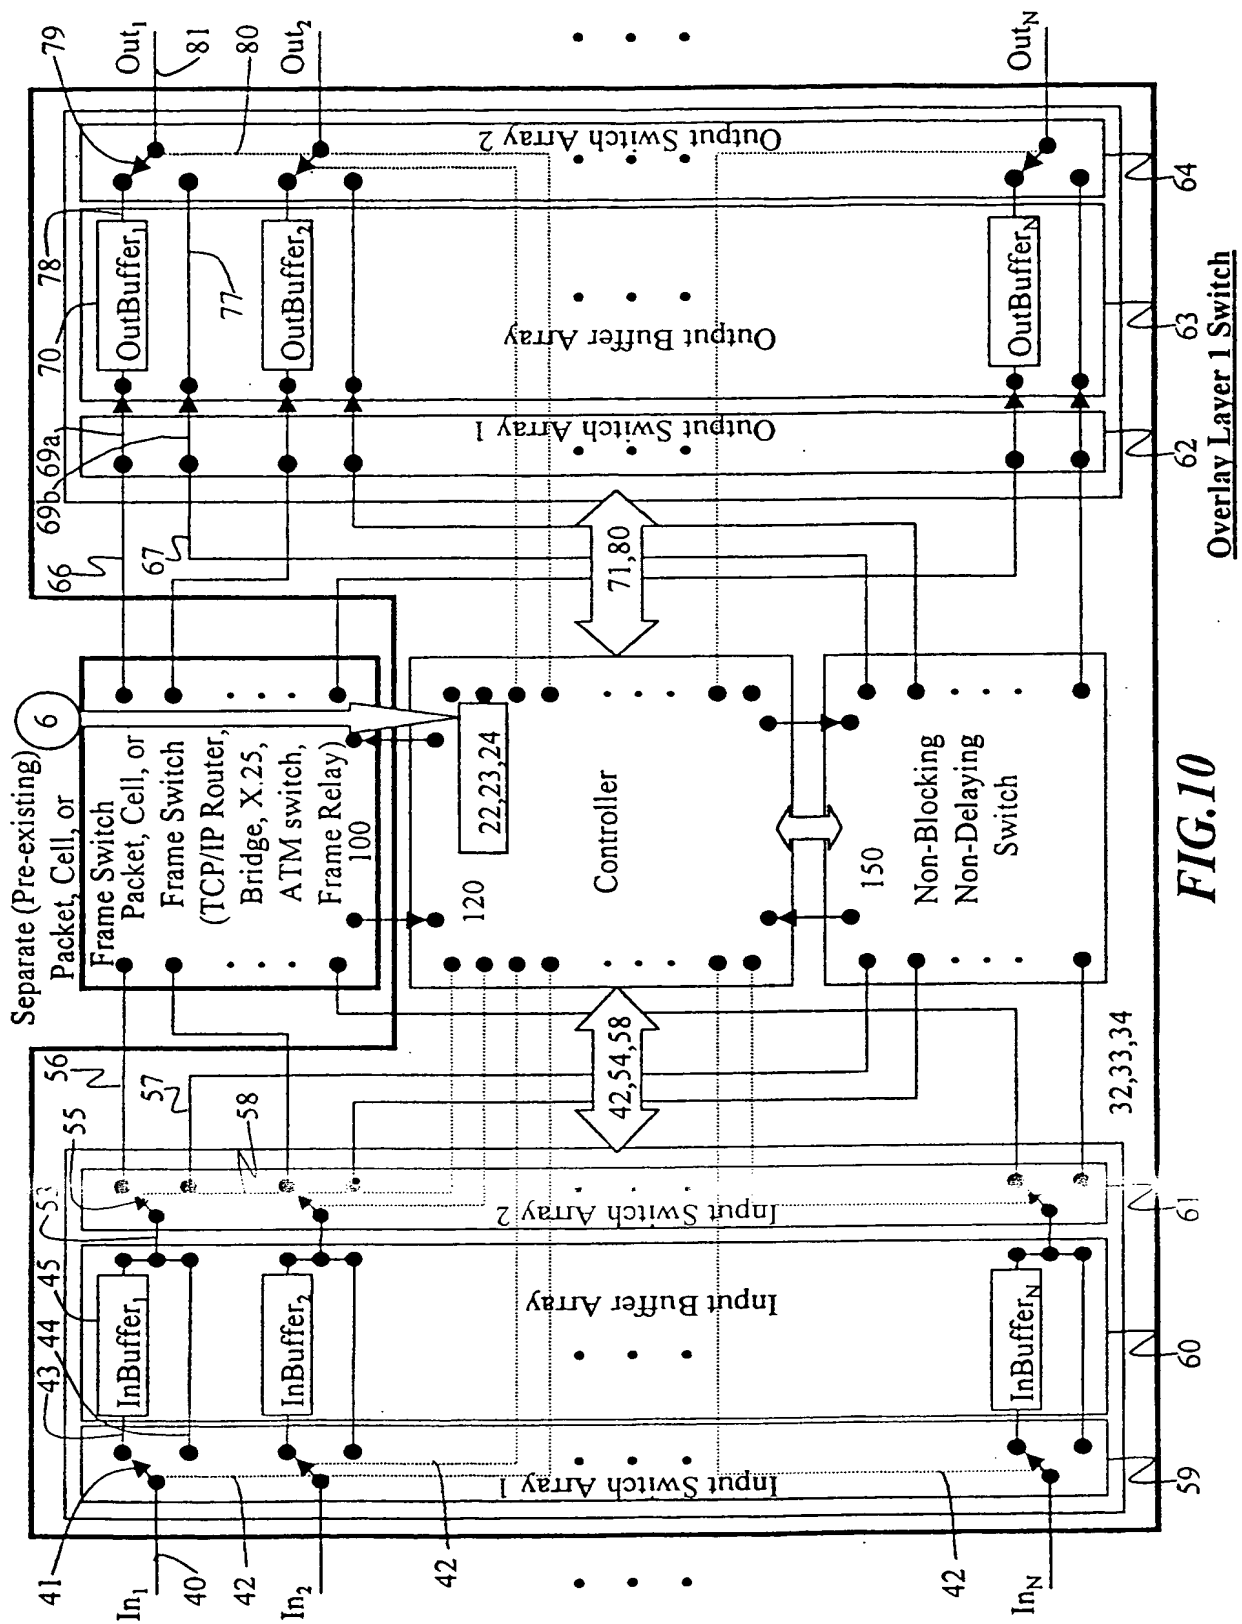 Separate (Pre-existing)
Packet, Cell, or
Frame Switch
Packet, Cell, or
Frame Switch
(TCP/IP Router,
Bridge, X.25,
ATM switch,
Frame Relay)
100
6
In1
40
41
42
In2
42
InN
42
43
44
45
53
55
56
57
58
InBuffer1
InBuffer2
InBufferN
Input Switch Array 1
Input Buffer Array
Input Switch Array 2
59
60
61
42,54,58
32,33,34
120
22,23,24
Controller
150
Non-Blocking
Non-Delaying
Switch
71,80
66
67
69b
69a
70
78
77
79
81
80
OutBuffer1
OutBuffer2
OutBufferN
Output Switch Array 1
Output Buffer Array
Output Switch Array 2
62
63
64
Out1
Out2
OutN
FIG.10
Overlay Layer 1 Switch